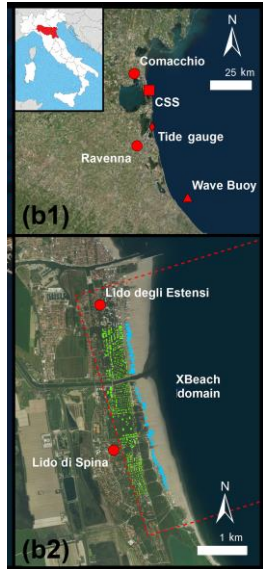 Comacchio
N
25 km
CSS
Tide gauge
Ravenna
Wave Buoy
(b1)
Lido degli Estensi
XBeach
domain
Lido di Spina
N
1 km
(b2)